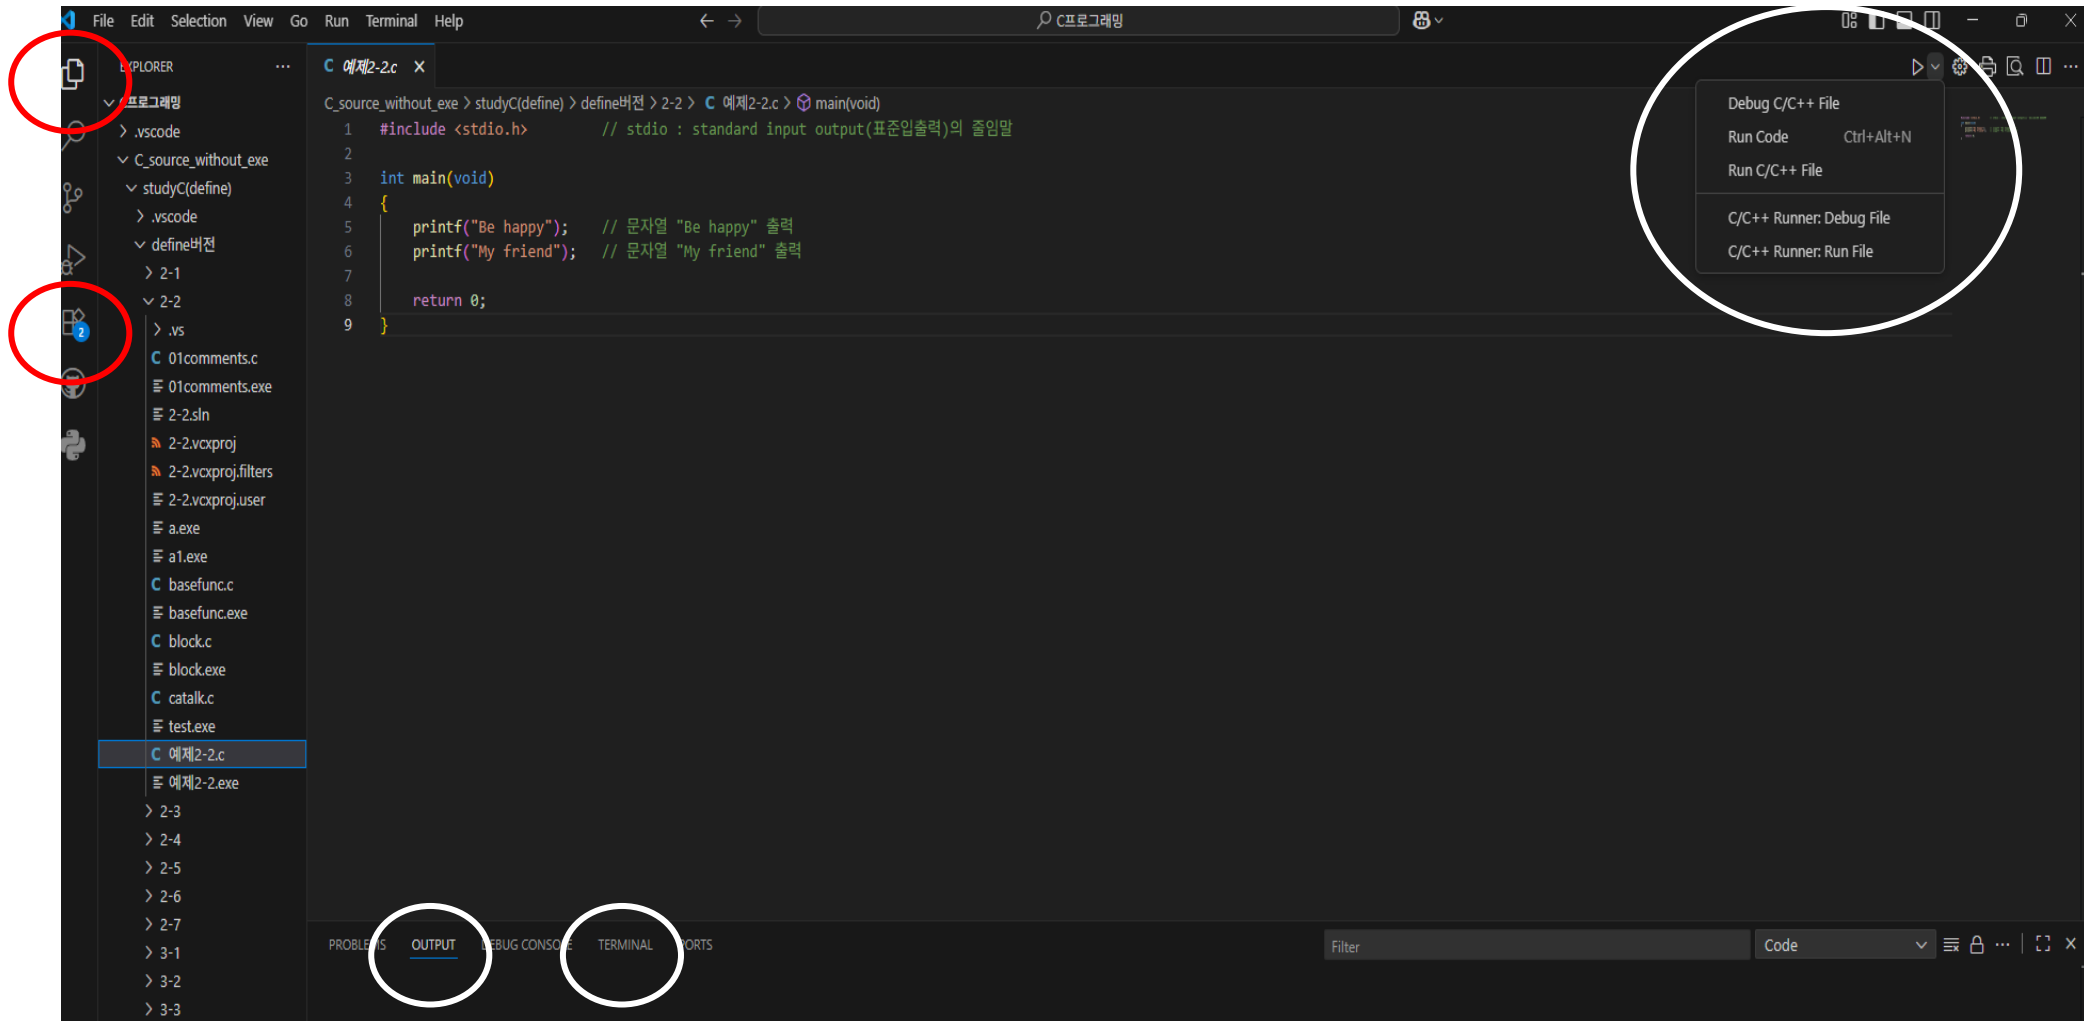 File Edit Selection View Go Run Terminal Help
C프로그래밍
EXPLORER
C 예제2-2.c
C프로그래밍
.vscode
C_source_without_exe
studyC(define)
.vscode
define버전
2-1
2-2
.vs
C 01comments.c
01comments.exe
2-2.sln
2-2.vcxproj
2-2.vcxproj.filters
2-2.vcxproj.user
a.exe
a1.exe
C basefunc.c
basefunc.exe
C block.c
block.exe
C catalk.c
test.exe
C 예제2-2.c
예제2-2.exe
2-3
2-4
2-5
2-6
2-7
3-1
3-2
3-3
2
C_source_without_exe > studyC(define) > define버전 > 2-2 > C 예제2-2.c > main(void)
1 #include <stdio.h> // stdio : standard input output(표준입출력)의 줄임말
2
3 int main(void)
4 {
5 printf("Be happy"); // 문자열 "Be happy" 출력
6 printf("My friend"); // 문자열 "My friend" 출력
7
8 return 0;
9 }
Debug C/C++ File
Run Code Ctrl+Alt+N
Run C/C++ File
C/C++ Runner: Debug File
C/C++ Runner: Run File
PROBLEMS OUTPUT DEBUG CONSOLE TERMINAL PORTS
Filter
Code